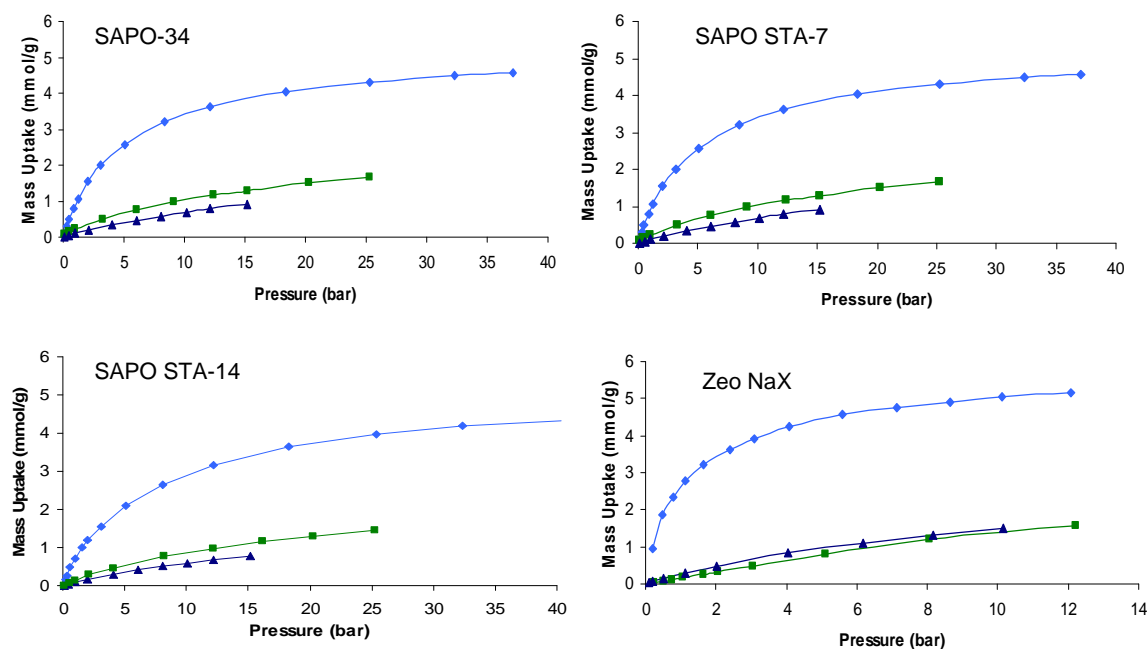 SAPO-34
Mass Uptake (mmol/g)
6
5
4
3
2
1
0
0 5 10 15 20 25 30 35 40
Pressure (bar)
SAPO STA-7
Mass Uptake (mmol/g)
6
5
4
3
2
1
0
0 5 10 15 20 25 30 35 40
Pressure (bar)
SAPO STA-14
Mass Uptake (mmol/g)
6
5
4
3
2
1
0
0 5 10 15 20 25 30 35 40
Pressure (bar)
Zeo NaX
Mass Uptake (mmol/g)
6
5
4
3
2
1
0
0 2 4 6 8 10 12 14
Pressure (bar)